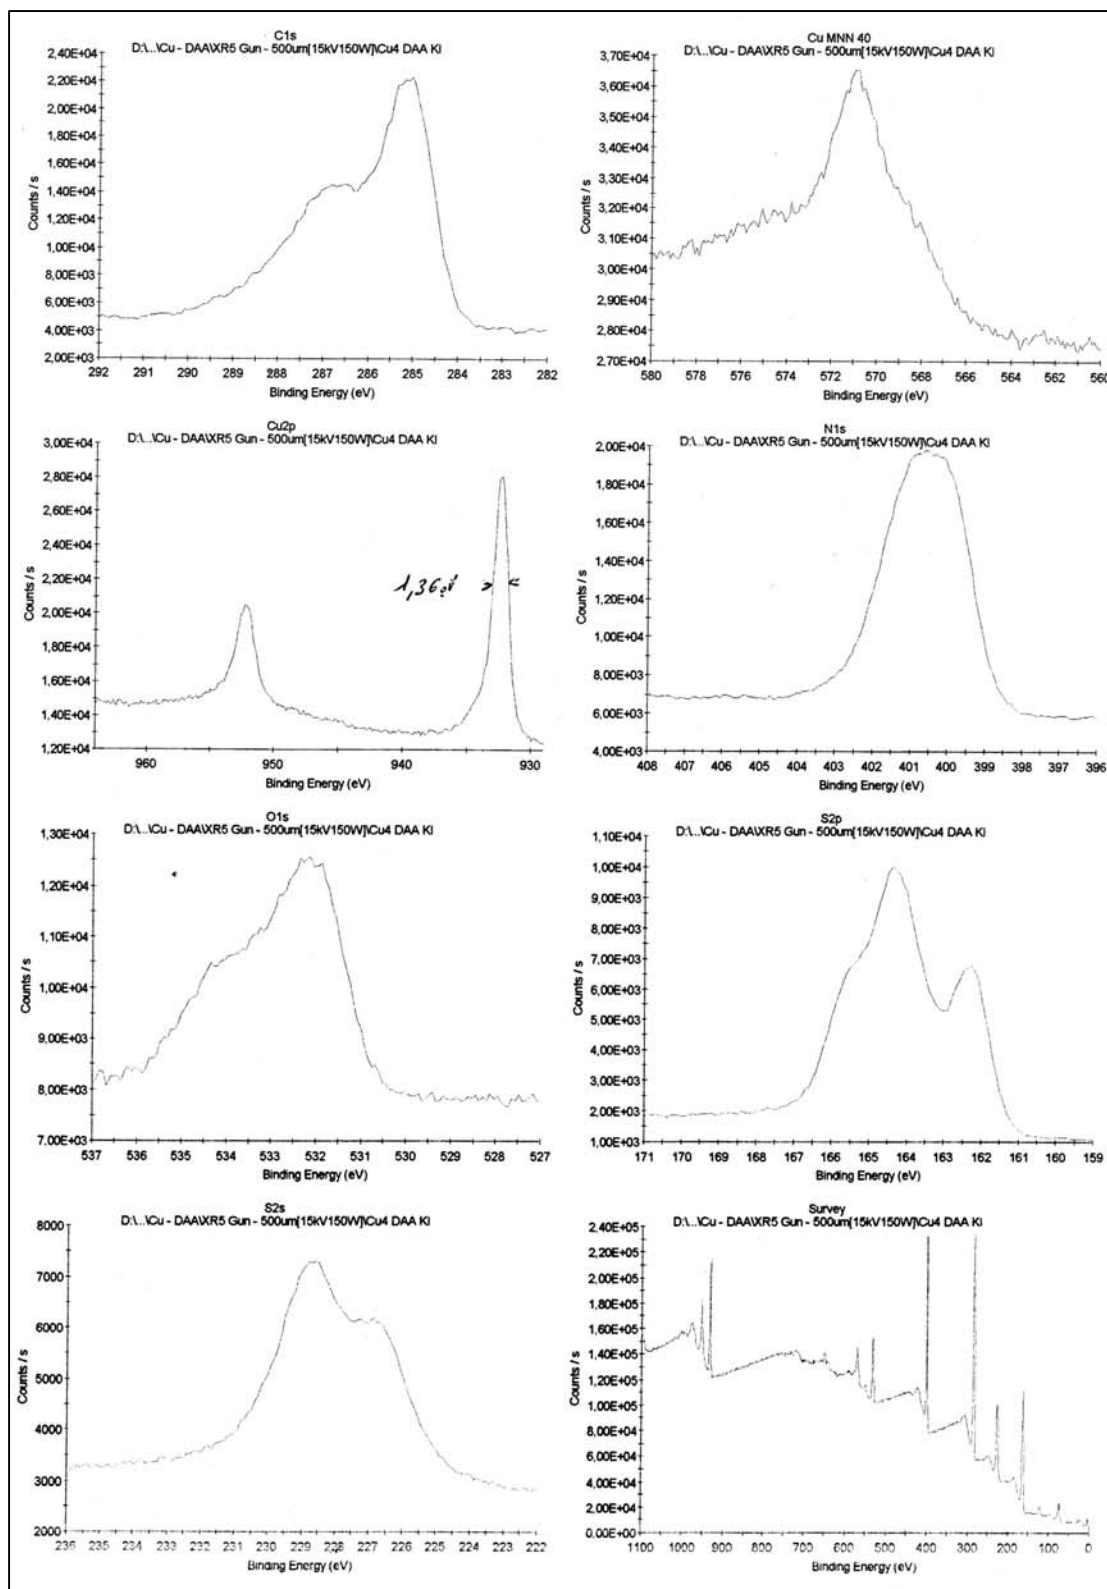 C1s
D:\...\Cu - DAA\XR5 Gun - 500um[15kV150W]\Cu4 DAA KI
2,40E+04
2,20E+04
2,00E+04
1,80E+04
1,60E+04
1,40E+04
1,20E+04
1,00E+04
8,00E+03
6,00E+03
4,00E+03
2,00E+03
Counts / s
292 291 290 289 288 287 286 285 284 283 282
Binding Energy (eV)
Cu MNN 40
D:\...\Cu - DAA\XR5 Gun - 500um[15kV150W]\Cu4 DAA KI
3,70E+04
3,60E+04
3,50E+04
3,40E+04
3,30E+04
3,20E+04
3,10E+04
3,00E+04
2,90E+04
2,80E+04
2,70E+04
Counts / s
580 578 576 574 572 570 568 566 564 562 560
Binding Energy (eV)
Cu2p
D:\...\Cu - DAA\XR5 Gun - 500um[15kV150W]\Cu4 DAA KI
3,00E+04
2,80E+04
2,60E+04
2,40E+04
2,20E+04
2,00E+04
1,80E+04
1,60E+04
1,40E+04
1,20E+04
Counts / s
1,36 eV
960 950 940 930
Binding Energy (eV)
N1s
D:\...\Cu - DAA\XR5 Gun - 500um[15kV150W]\Cu4 DAA KI
2,00E+04
1,80E+04
1,60E+04
1,40E+04
1,20E+04
1,00E+04
8,00E+03
6,00E+03
4,00E+03
Counts / s
408 407 406 405 404 403 402 401 400 399 398 397 396
Binding Energy (eV)
O1s
D:\...\Cu - DAA\XR5 Gun - 500um[15kV150W]\Cu4 DAA KI
1,30E+04
1,20E+04
1,10E+04
1,00E+04
9,00E+03
8,00E+03
7,00E+03
Counts / s
537 536 535 534 533 532 531 530 529 528 527
Binding Energy (eV)
S2p
D:\...\Cu - DAA\XR5 Gun - 500um[15kV150W]\Cu4 DAA KI
1,10E+04
1,00E+04
9,00E+03
8,00E+03
7,00E+03
6,00E+03
5,00E+03
4,00E+03
3,00E+03
2,00E+03
1,00E+03
Counts / s
171 170 169 168 167 166 165 164 163 162 161 160 159
Binding Energy (eV)
S2s
D:\...\Cu - DAA\XR5 Gun - 500um[15kV150W]\Cu4 DAA KI
8000
7000
6000
5000
4000
3000
2000
Counts / s
236 235 234 233 232 231 230 229 228 227 226 225 224 223 222
Binding Energy (eV)
Survey
D:\...\Cu - DAA\XR5 Gun - 500um[15kV150W]\Cu4 DAA KI
2,40E+05
2,20E+05
2,00E+05
1,80E+05
1,60E+05
1,40E+05
1,20E+05
1,00E+05
8,00E+04
6,00E+04
4,00E+04
2,00E+04
0,00E+00
Counts / s
1100 1000 900 800 700 600 500 400 300 200 100 0
Binding Energy (eV)